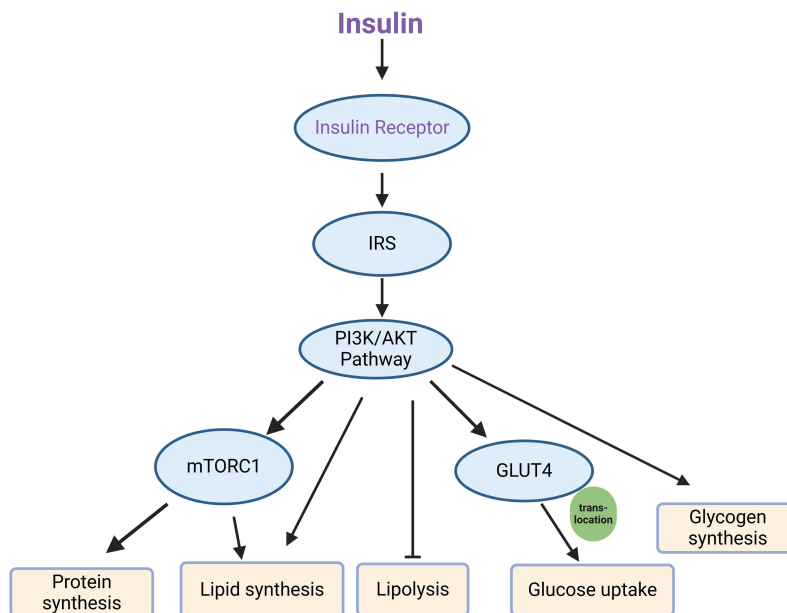 Insulin
Insulin Receptor
IRS
PI3K/AKT
Pathway
mTORC1
GLUT4
trans-
location
Glycogen
synthesis
Protein
synthesis
Lipid synthesis
Lipolysis
Glucose uptake